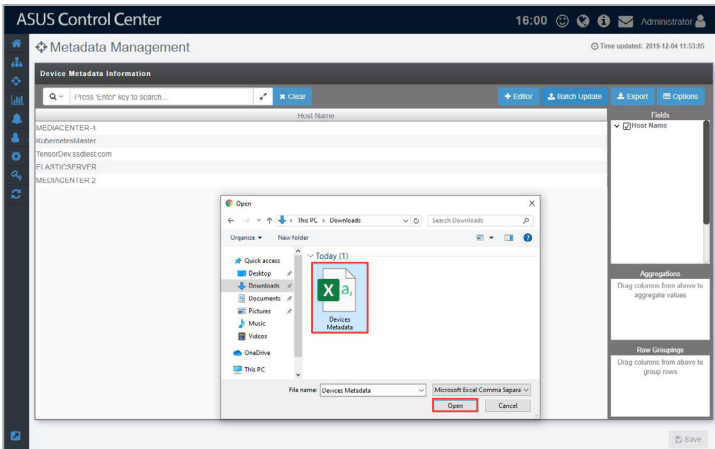 ASUS Control Center
16:00
Administrator
Metadata Management
Time updated: 2019-12-04 11:53:05
Device Metadata Information
Press 'Enter' key to search...
Clear
Editor
Batch Update
Export
Options
Host Name
MEDIACENTER-4
KubernetesMaster
TensorDev.ssdtest.com
ELASTICSERVER
MEDIACENTER 2
Fields
Host Name
Aggregations
Drag columns from above to
aggregate values
Row Groupings
Drag columns from above to
group rows
Save
Open
This PC > Downloads
Search Downloads
Organize
New folder
Quick access
Desktop
Downloads
Documents
Pictures
Music
Videos
OneDrive
This PC
Today (1)
Devices
Metadata
File name: Devices Metadata
Microsoft Excel Comma Separa
Open
Cancel